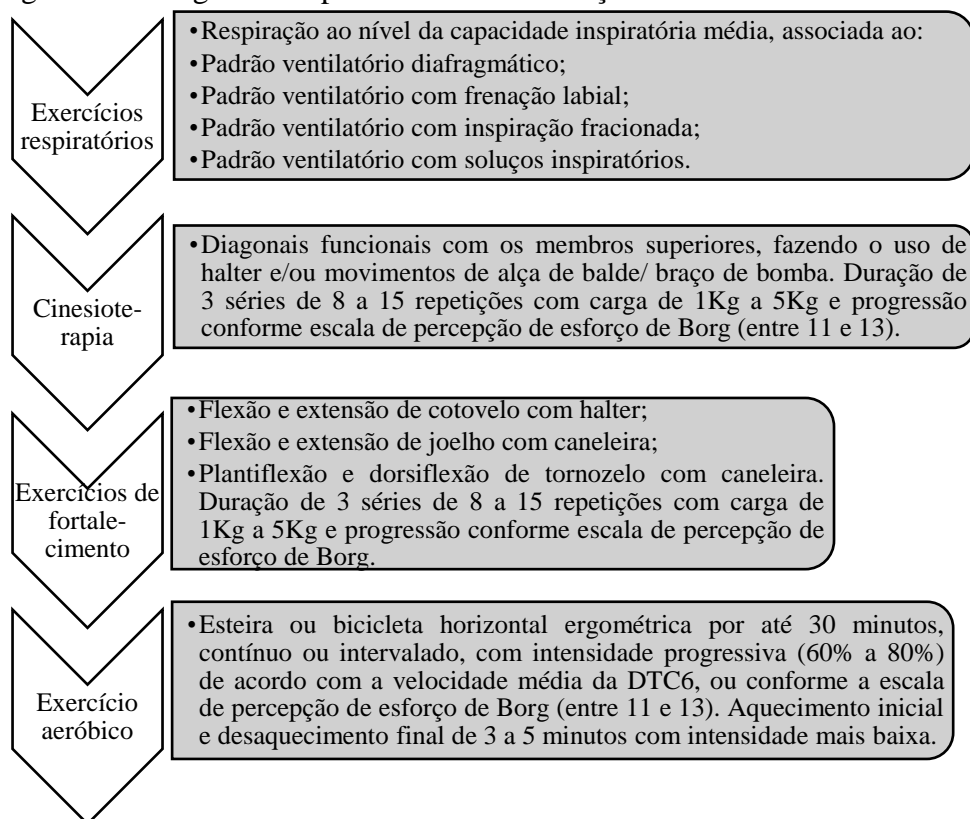 Exercícios
respiratórios
•Respiração ao nível da capacidade inspiratória média, associada ao:
•Padrão ventilatório diafragmático;
•Padrão ventilatório com frenação labial;
•Padrão ventilatório com inspiração fracionada;
•Padrão ventilatório com soluços inspiratórios.
Cinesiote-
rapia
•Diagonais funcionais com os membros superiores, fazendo o uso de
halter e/ou movimentos de alça de balde/ braço de bomba. Duração de
3 séries de 8 a 15 repetições com carga de 1Kg a 5Kg e progressão
conforme escala de percepção de esforço de Borg (entre 11 e 13).
Exercícios de
fortale-
cimento
•Flexão e extensão de cotovelo com halter;
•Flexão e extensão de joelho com caneleira;
•Plantiflexão e dorsiflexão de tornozelo com caneleira.
Duração de 3 séries de 8 a 15 repetições com carga de
1Kg a 5Kg e progressão conforme escala de percepção de
esforço de Borg.
Exercício
aeróbico
•Esteira ou bicicleta horizontal ergométrica por até 30 minutos,
contínuo ou intervalado, com intensidade progressiva (60% a 80%)
de acordo com a velocidade média da DTC6, ou conforme a escala
de percepção de esforço de Borg (entre 11 e 13). Aquecimento inicial
e desaquecimento final de 3 a 5 minutos com intensidade mais baixa.